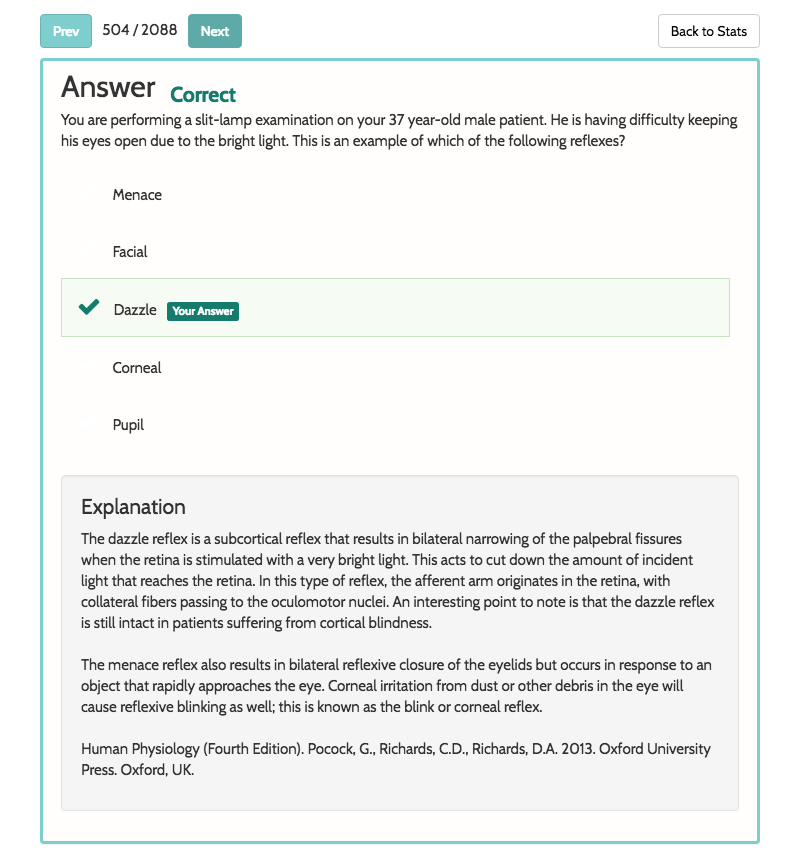 Prev 504 / 2088 Next Back to Stats
Answer Correct
You are performing a slit-lamp examination on your 37 year-old male patient. He is having difficulty keeping
his eyes open due to the bright light. This is an example of which of the following reflexes?
Menace
Facial
Dazzle Your Answer
Corneal
Pupil
Explanation
The dazzle reflex is a subcortical reflex that results in bilateral narrowing of the palpebral fissures
when the retina is stimulated with a very bright light. This acts to cut down the amount of incident
light that reaches the retina. In this type of reflex, the afferent arm originates in the retina, with
collateral fibers passing to the oculomotor nuclei. An interesting point to note is that the dazzle reflex
is still intact in patients suffering from cortical blindness.
The menace reflex also results in bilateral reflexive closure of the eyelids but occurs in response to an
object that rapidly approaches the eye. Corneal irritation from dust or other debris in the eye will
cause reflexive blinking as well; this is known as the blink or corneal reflex.
Human Physiology (Fourth Edition). Pocock, G., Richards, C.D., Richards, D.A. 2013. Oxford University
Press. Oxford, UK.